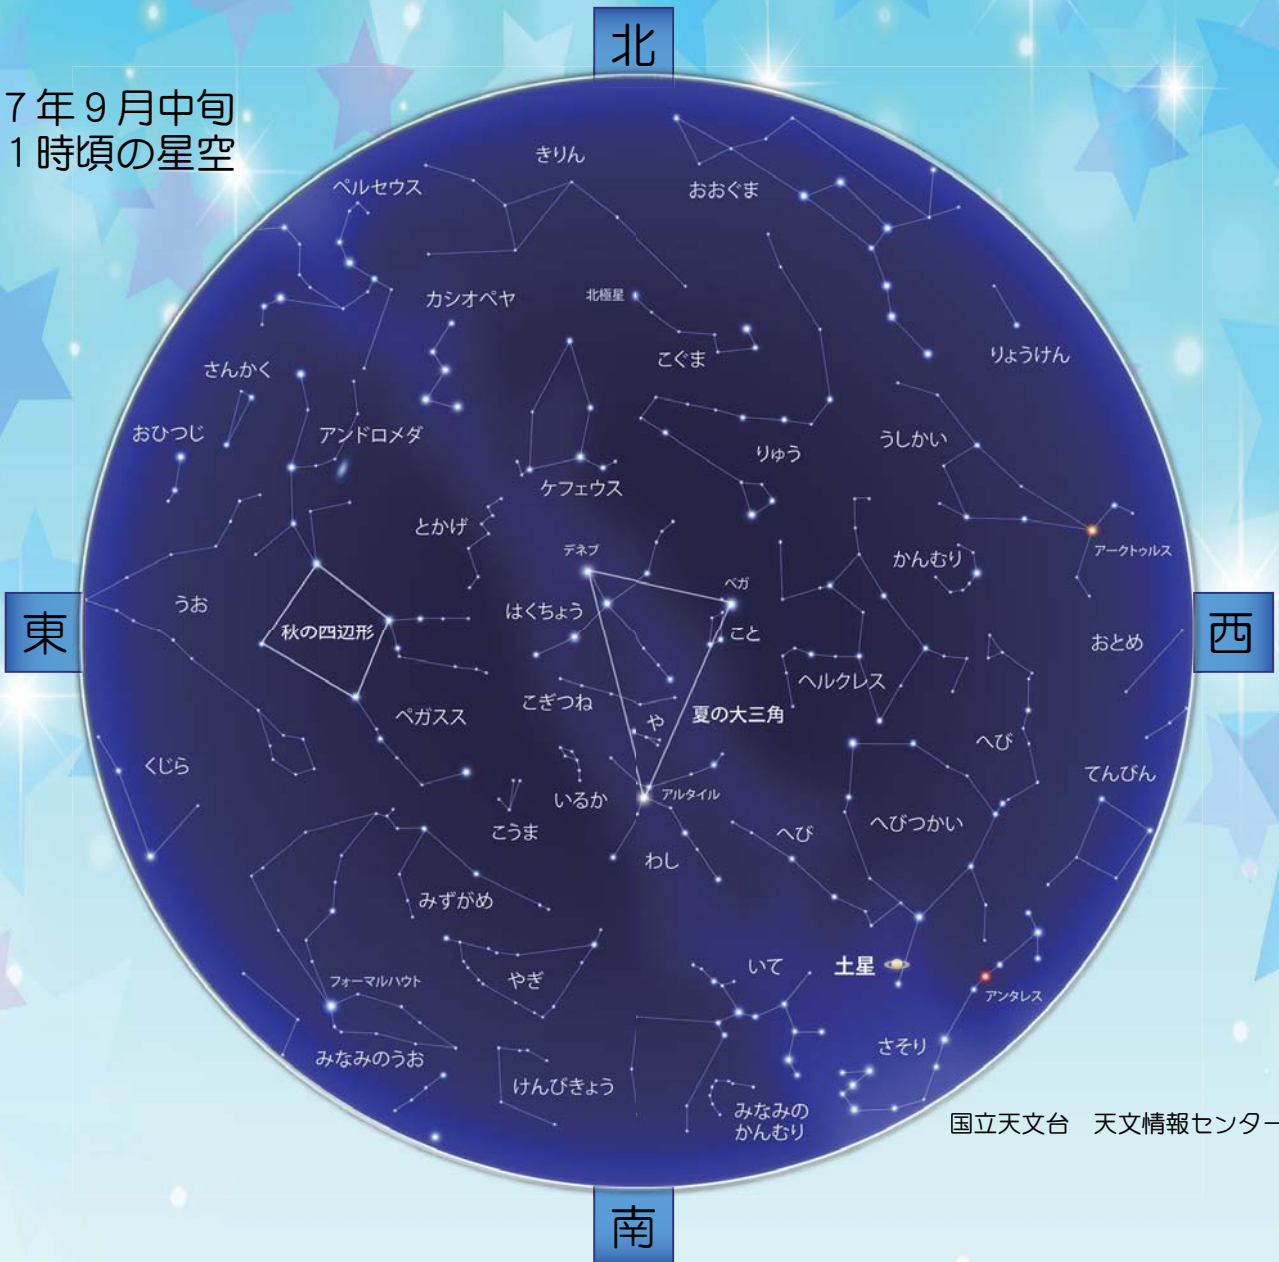 北
7年9月中旬
1時頃の星空
きりん
ペルセウス
おおぐま
カシオペヤ
北極星
こぐま
りょうけん
さんかく
おひつじ
アンドロメダ
うしかい
りゅう
ケフェウス
とかげ
デネブ
かんむり
アークトゥルス
ベガ
東
うお
秋の四辺形
はくちょう
こと
おとめ
西
ヘルクレス
こぎつね
や
夏の大三角
ペガスス
へび
くじら
てんびん
いるか
アルタイル
こうま
へび
へびつかい
わし
みずがめ
いて
土星
やぎ
フォーマルハウト
アンタレス
さそり
みなみのうお
けんびきょう
みなみの
かんむり
国立天文台 天文情報センター
南